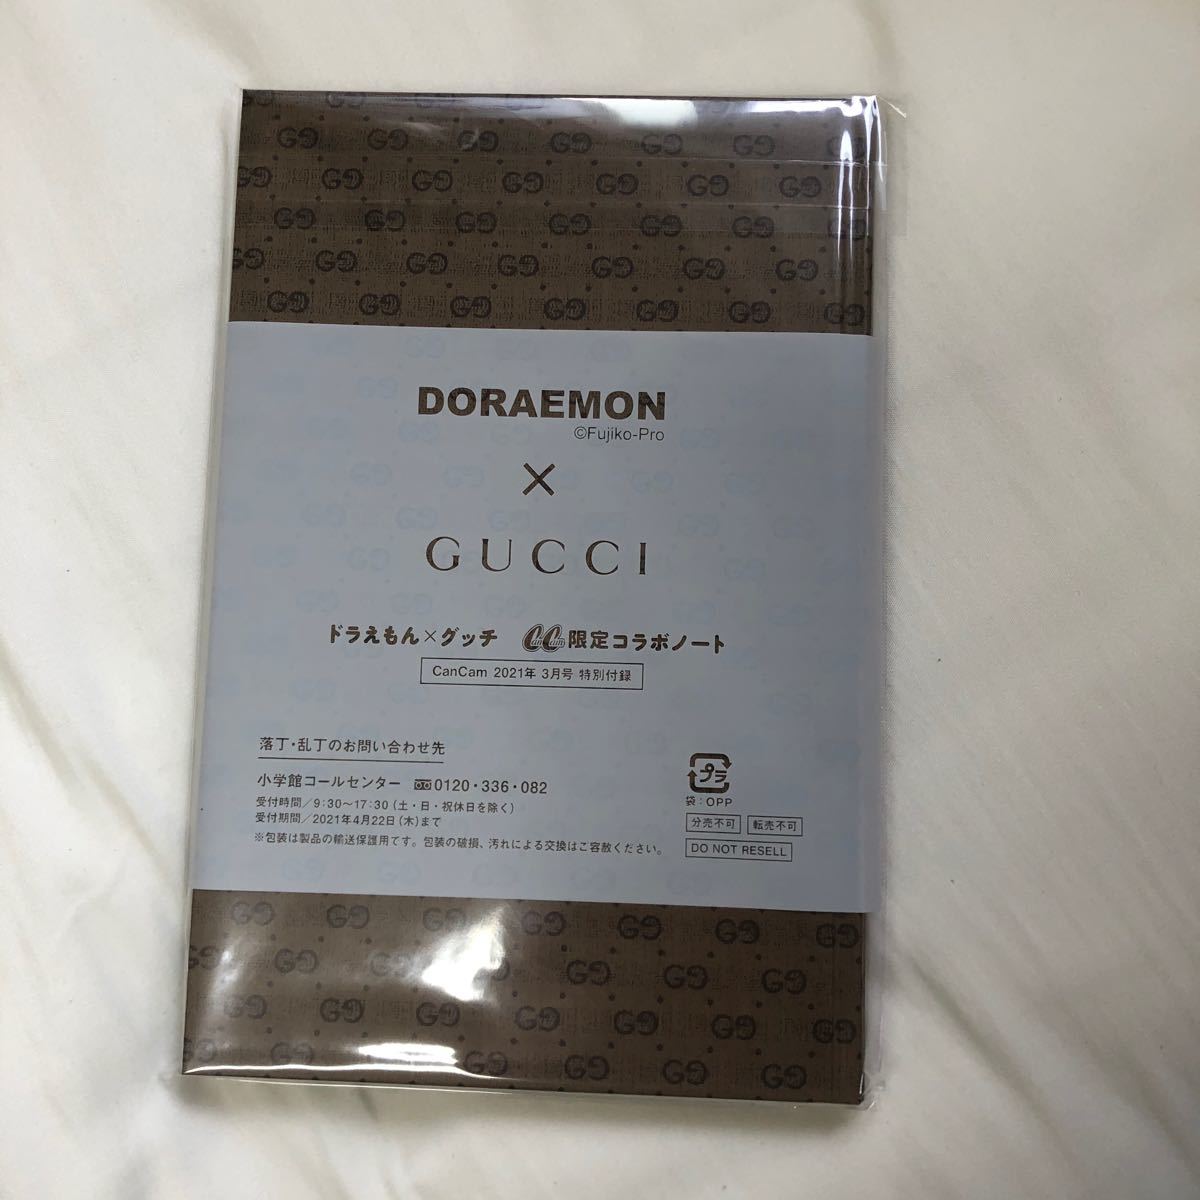 DORAEMON
©Fujiko-Pro
×
GUCCI
ドラえもん×グッチ CanCam限定コラボノート
CanCam 2021年 3月号 特別付録
落丁・乱丁のお問い合わせ先
小学館コールセンター 0120・336・082
受付時間／9:30〜17:30（土・日・祝休日を除く）
受付期間／2021年4月22日（木）まで
※包装は製品の輸送保護用です。包装の破損、汚れによる交換はご容赦ください。
プラ
袋：OPP
分売不可 転売不可
DO NOT RESELL